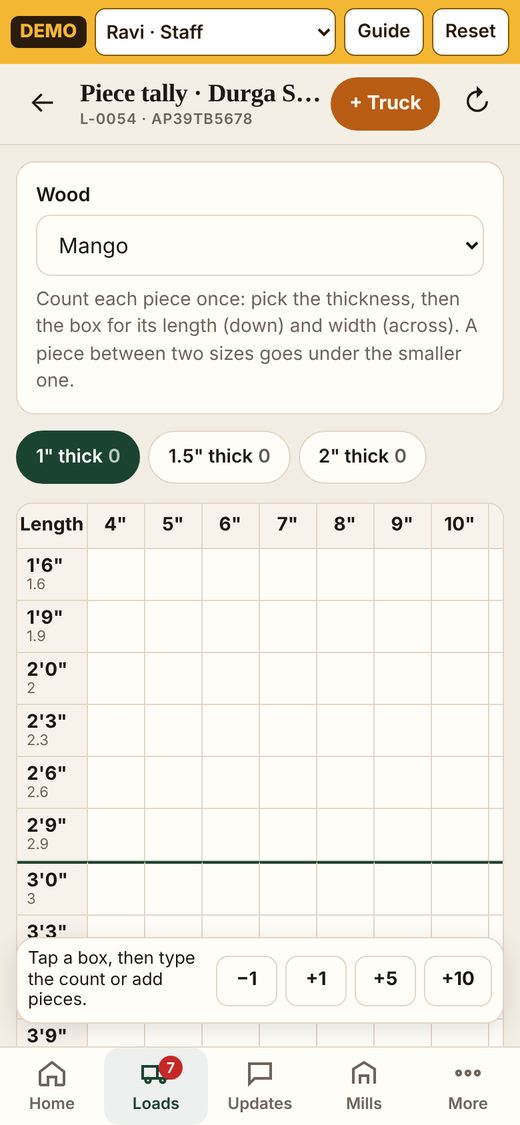 DEMO Ravi · Staff Guide Reset
Piece tally · Durga S… + Truck
L-0054 · AP39TB5678
Wood
Mango
Count each piece once: pick the thickness, then
the box for its length (down) and width (across). A
piece between two sizes goes under the smaller
one.
1" thick 0 1.5" thick 0 2" thick 0
Length 4" 5" 6" 7" 8" 9" 10"
1'6"
1.6
1'9"
1.9
2'0"
2
2'3"
2.3
2'6"
2.6
2'9"
2.9
3'0"
3
3'3"
Tap a box, then type
the count or add
pieces.
−1 +1 +5 +10
3'9"
7
Home Loads Updates Mills More